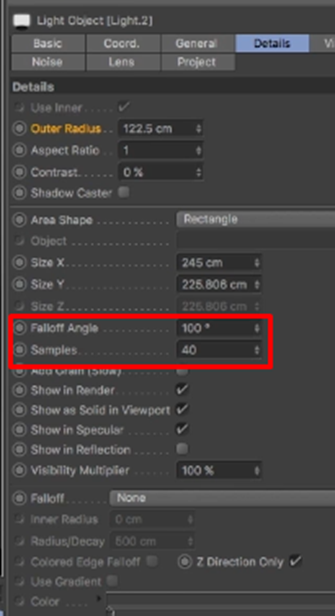 Light Object [Light.2]
Basic Coord. General Details Vi
Noise Lens Project
Details
Use Inner ..... ✓
Outer Radius .. 122.5 cm
Aspect Ratio .. 1
Contrast....... 0 %
Shadow Caster
Area Shape ...... Rectangle
Object ..........
Size X .......... 245 cm
Size Y .......... 225.806 cm
Size Z .......... 225.806 cm
Falloff Angle ... 100 °
Samples.......... 40
Add Grain (Slow)
Show in Render....... ✓
Show as Solid in Viewport ✓
Show in Specular ..... ✓
Show in Reflection ...
Visibility Multiplier .... 100 %
Falloff ....... None
Inner Radius 0 cm
Radius/Decay 500 cm
Colored Edge Falloff Z Direction Only ✓
Use Gradient
Color ....